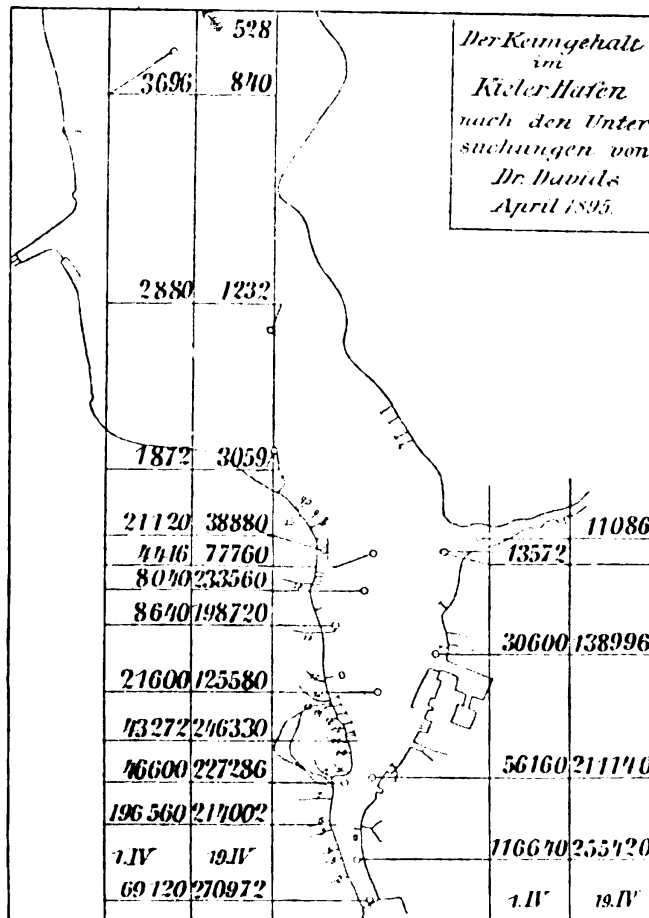 Der Keimgehalt
im
Kieler Hafen
nach den Unter
suchungen von
Dr. Davids
April 1895.
528
3696 840
2880 1232
1872 3059
21120 38880
4416 77760
8040 233560
8640 198720
21600 125580
43272 246330
46600 227286
196560 214002
1.IV 19.IV
69120 270972
11086
13572
30600 138996
56160 211140
116640 255420
1.IV 19.IV